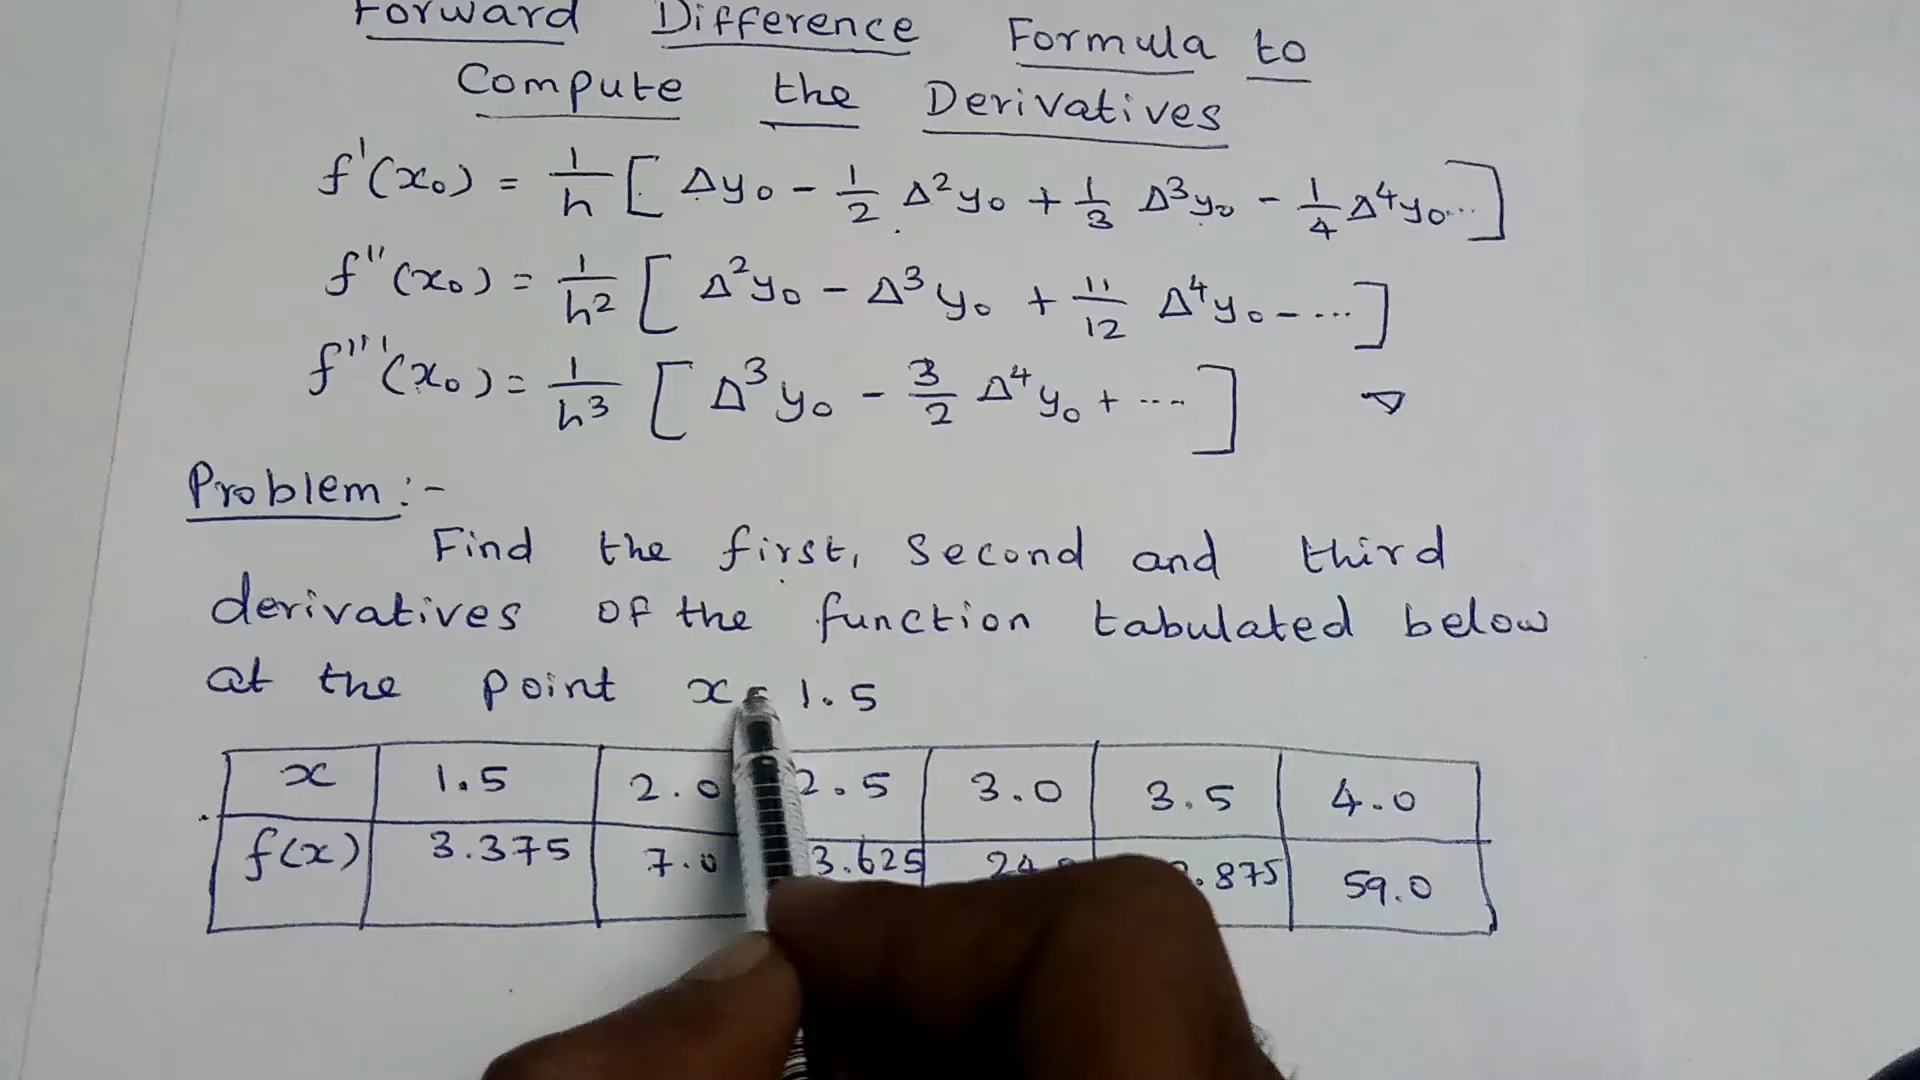 Forward Difference Formula to
Compute the Derivatives
f'(x₀) = 1/h [ Δy₀ - 1/2 Δ²y₀ + 1/3 Δ³y₀ - 1/4 Δ⁴y₀... ]
f''(x₀) = 1/h² [ Δ²y₀ - Δ³y₀ + 11/12 Δ⁴y₀ - ... ]
f'''(x₀) = 1/h³ [ Δ³y₀ - 3/2 Δ⁴y₀ + .... ]
Problem :-
Find the first, Second and third
derivatives of the function tabulated below
at the point x = 1.5
x 1.5 2.0 2.5 3.0 3.5 4.0
f(x) 3.375 7.0 3.625 24 .875 59.0